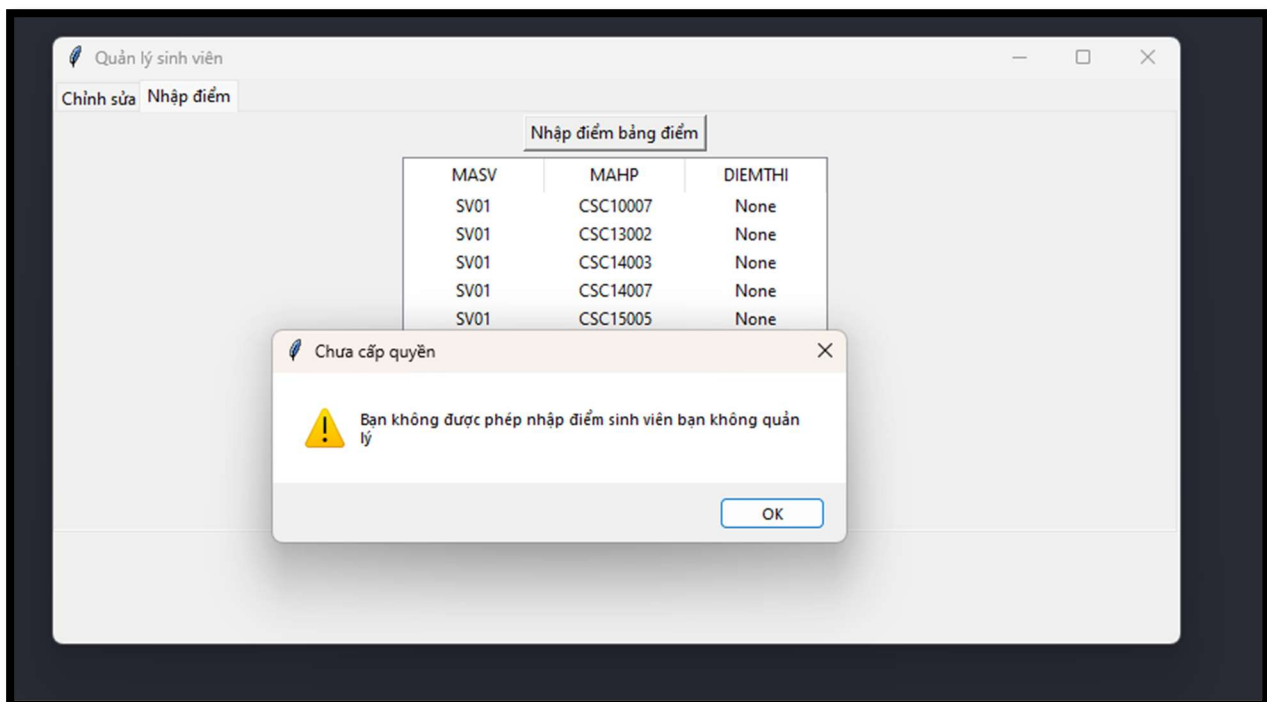 Quản lý sinh viên
Chỉnh sửa Nhập điểm
Nhập điểm bảng điểm
MASV MAHP DIEMTHI
SV01 CSC10007 None
SV01 CSC13002 None
SV01 CSC14003 None
SV01 CSC14007 None
SV01 CSC15005 None
Chưa cấp quyền
Bạn không được phép nhập điểm sinh viên bạn không quản
lý
OK